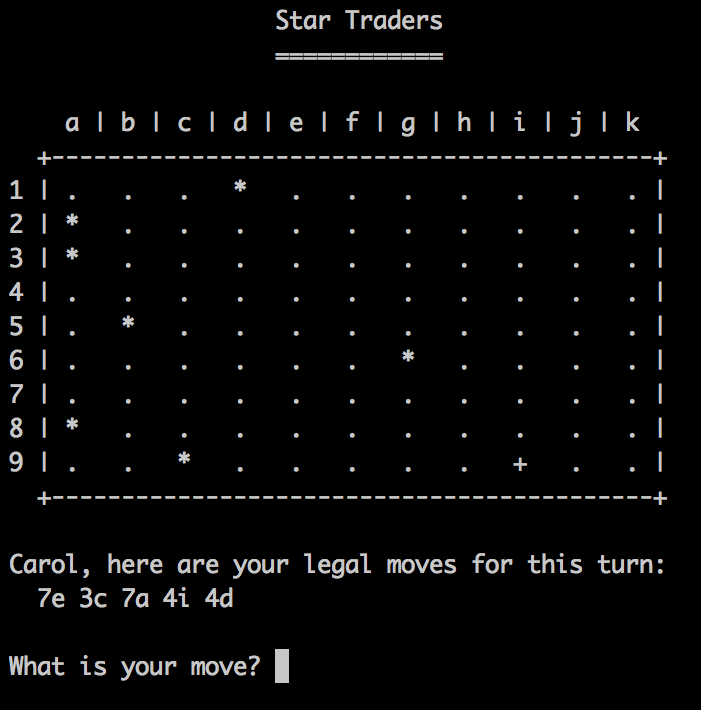 Star Traders
============
a | b | c | d | e | f | g | h | i | j | k
+-------------------------------------------+
1 | . . . * . . . . . . . |
2 | * . . . . . . . . . . |
3 | * . . . . . . . . . . |
4 | . . . . . . . . . . . |
5 | . * . . . . . . . . . |
6 | . . . . . . * . . . . |
7 | . . . . . . . . . . . |
8 | * . . . . . . . . . . |
9 | . . * . . . . . + . . |
+-------------------------------------------+
Carol, here are your legal moves for this turn:
7e 3c 7a 4i 4d
What is your move?